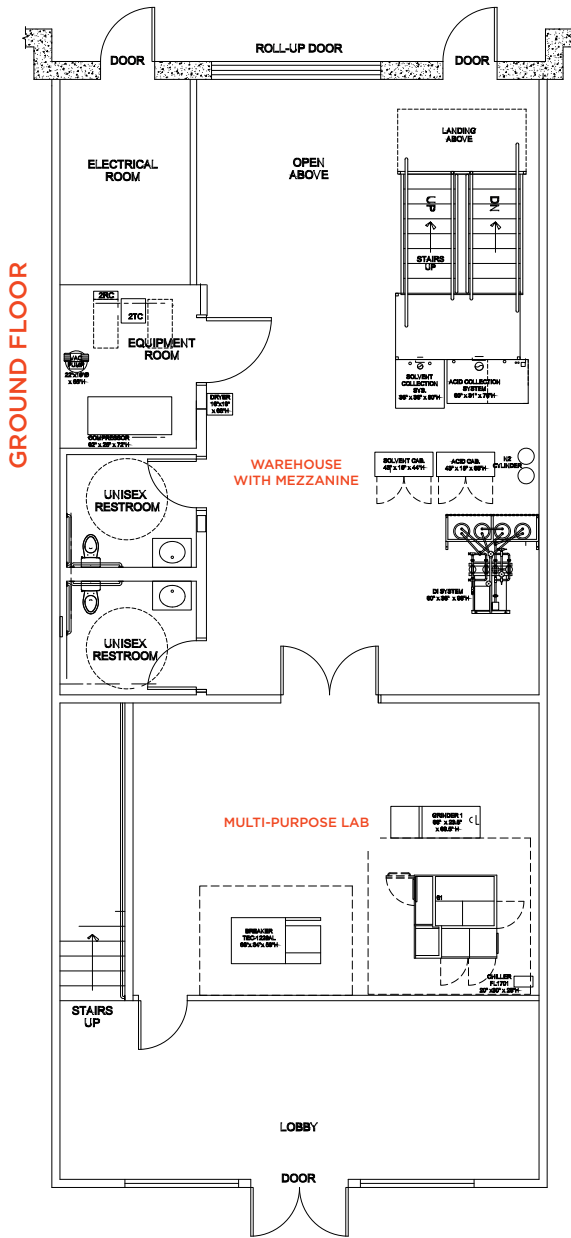 DOOR
ROLL-UP DOOR
DOOR
LANDING
ABOVE
ELECTRICAL
ROOM
OPEN
ABOVE
UP
DN
STAIRS
UP
GROUND FLOOR
2RC
2TC
EQUIPMENT
ROOM
VAC
PUMP
DRYER
COMPRESSOR
SOLVENT
COLLECTION
SYS.
ACID COLLECTION
SYSTEM
SOLVENT CAB.
ACID CAB.
N2
CYLINDER
WAREHOUSE
WITH MEZZANINE
UNISEX
RESTROOM
DI SYSTEM
UNISEX
RESTROOM
MULTI-PURPOSE LAB
GRINDER 1
BREAKER
CHILLER
STAIRS
UP
LOBBY
DOOR